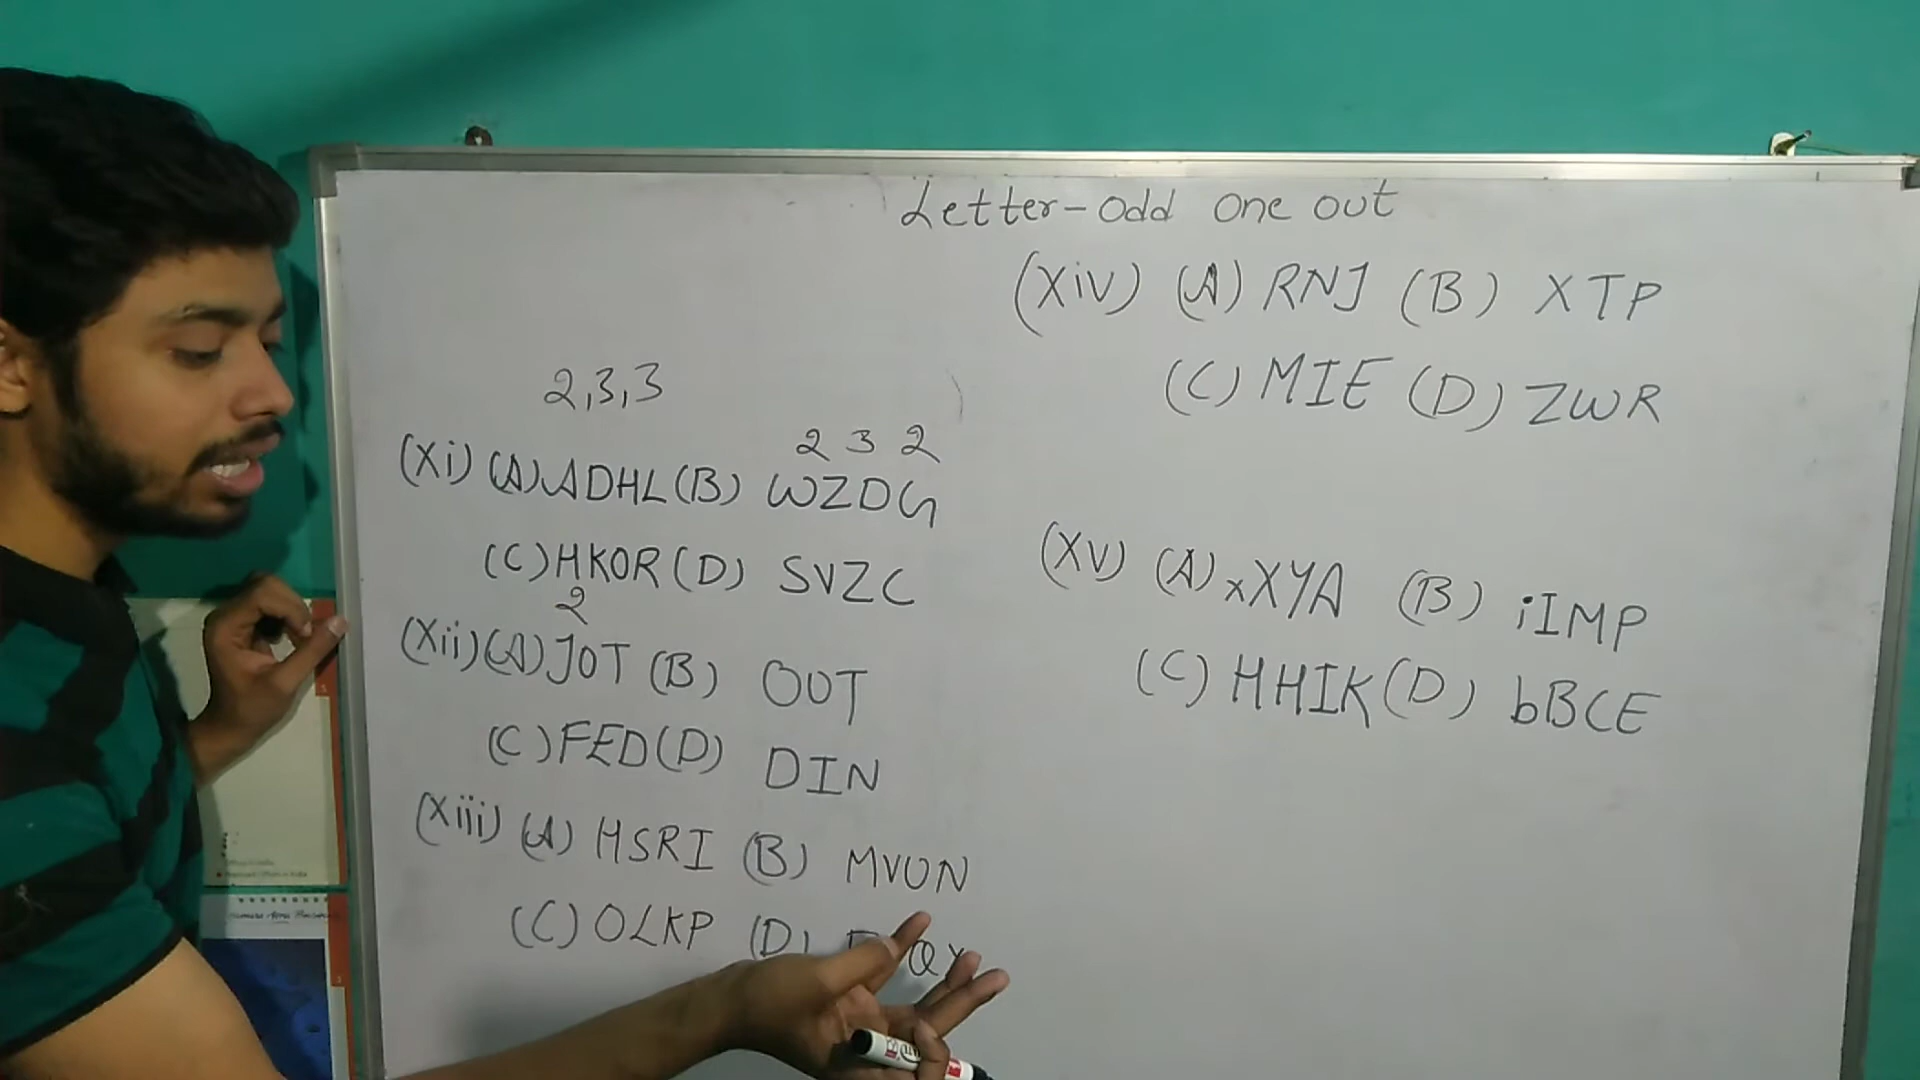 Letter-odd one out
2,3,3
2 3 2
(xi) (A) ADHL (B) WZDG
(C) HKOR (D) SVZC
2
(xii) (A) JOT (B) OUT
(C) FED (D) DIN
(xiii) (A) HSRI (B) MVUN
(C) OLKP (D)
(xiv) (A) RNJ (B) XTP
(C) MIE (D) ZWR
(xv) (A) xXYA (B) iIMP
(C) HHIK (D) bBCE